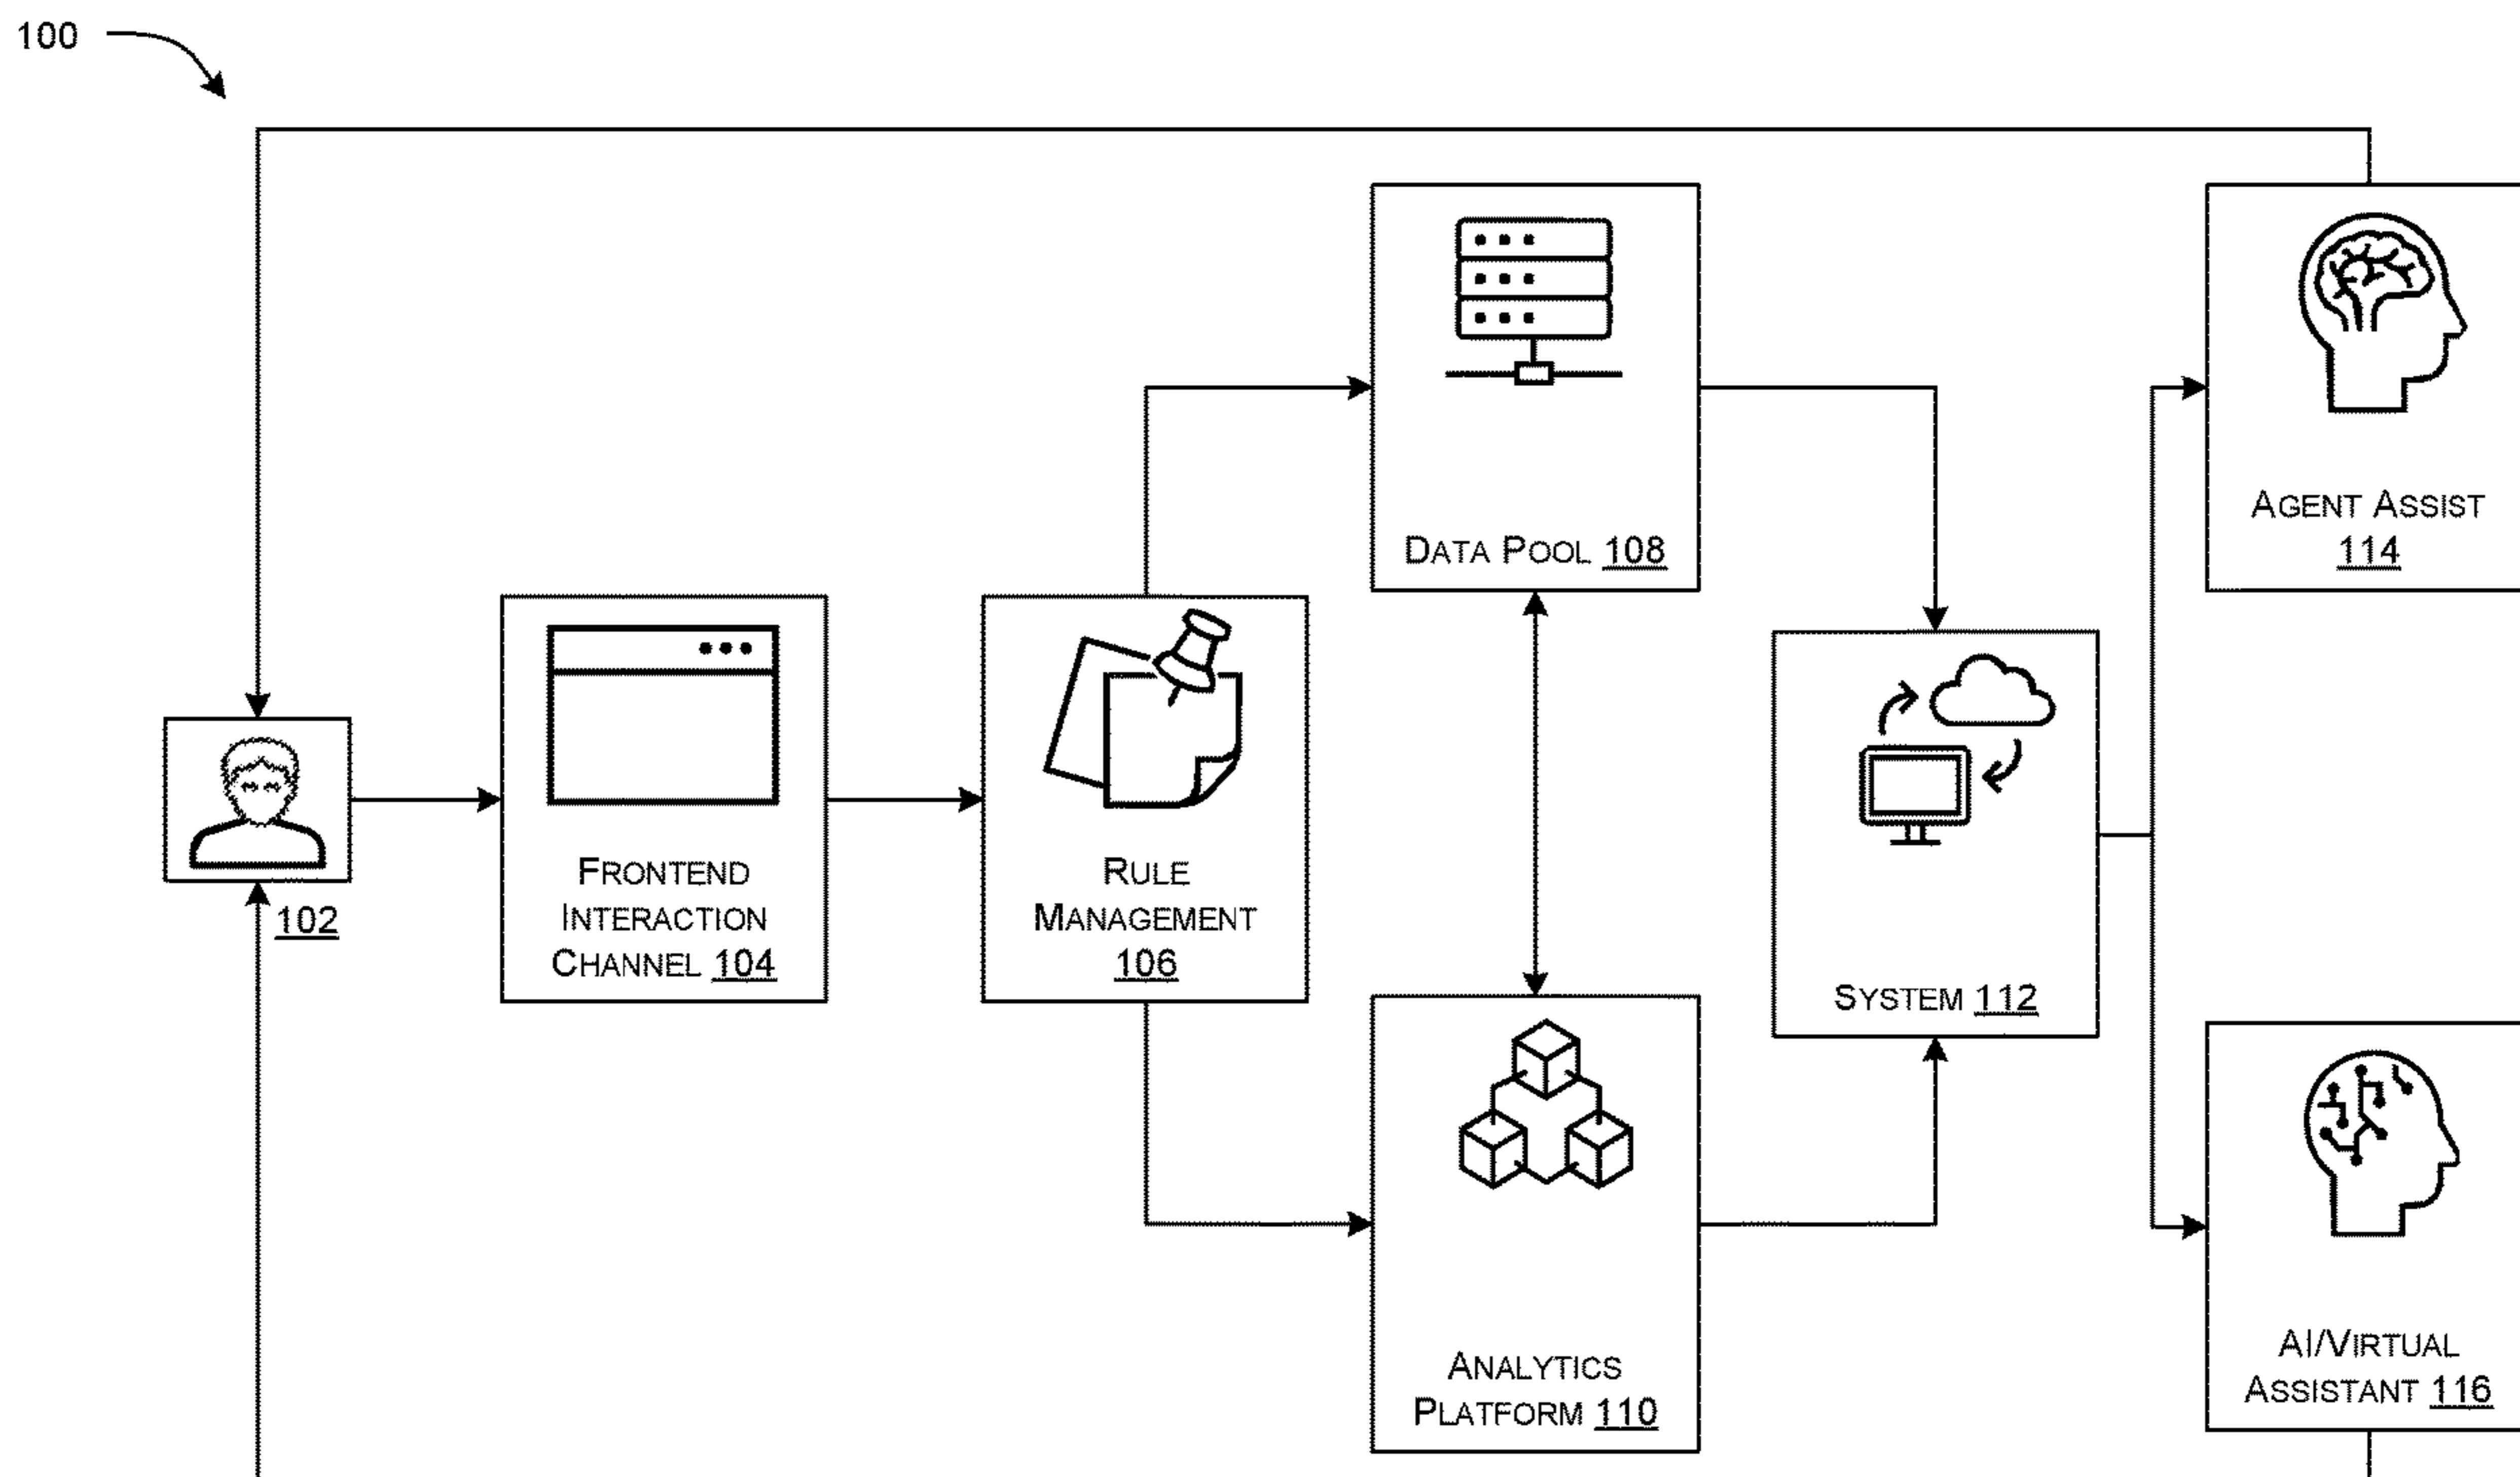 100
102
FRONTEND
INTERACTION
CHANNEL 104
RULE
MANAGEMENT
106
DATA POOL 108
ANALYTICS
PLATFORM 110
SYSTEM 112
AGENT ASSIST
114
AI/VIRTUAL
ASSISTANT 116